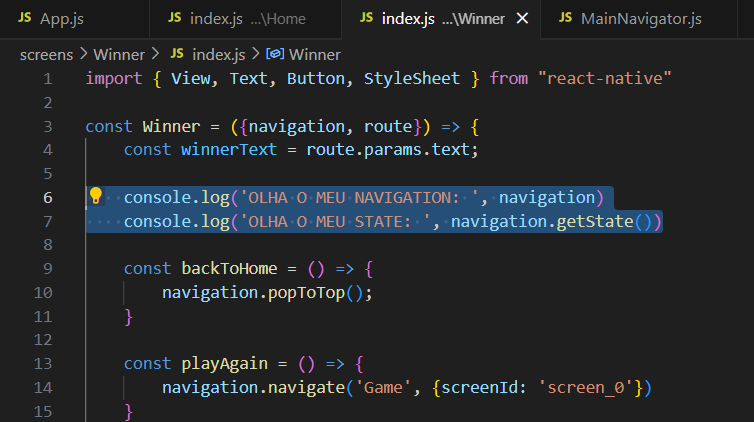 JS App.js JS index.js ...\Home JS index.js ...\Winner × JS MainNavigator.js
screens > Winner > JS index.js > Winner
1 import { View, Text, Button, StyleSheet } from "react-native"
2
3 const Winner = ({navigation, route}) => {
4 const winnerText = route.params.text;
5
6 console.log('OLHA O MEU NAVIGATION: ', navigation)
7 console.log('OLHA O MEU STATE: ', navigation.getState())
8
9 const backToHome = () => {
10 navigation.popToTop();
11 }
12
13 const playAgain = () => {
14 navigation.navigate('Game', {screenId: 'screen_0'})
15 }